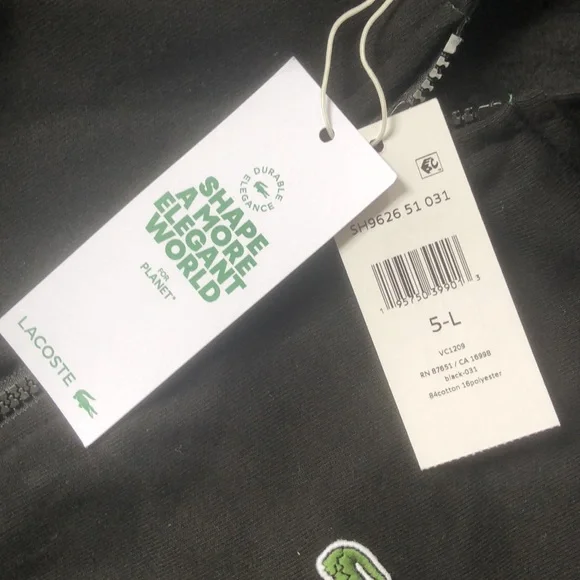 DURABLE
ELEGANCE
SHAPE
A MORE
ELEGANT
WORLD
FOR
PLANET*
LACOSTE
SH9626 51 031
1 95750 39901 3
5-L
VC1209
RN 87651 / CA 16998
black-031
84cotton 16polyester